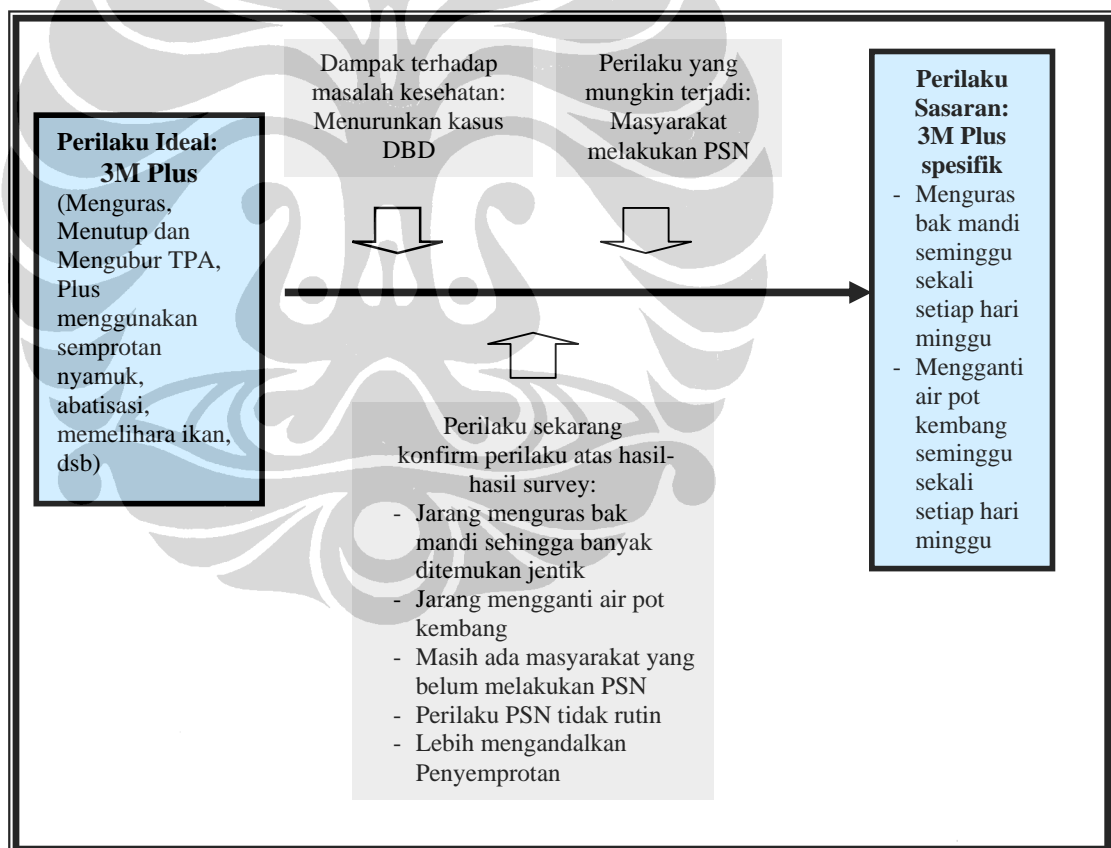 Perilaku Ideal:
3M Plus
(Menguras,
Menutup dan
Mengubur TPA,
Plus
menggunakan
semprotan
nyamuk,
abatisasi,
memelihara ikan,
dsb)
Dampak terhadap
masalah kesehatan:
Menurunkan kasus
DBD
Perilaku yang
mungkin terjadi:
Masyarakat
melakukan PSN
Perilaku sekarang
konfirm perilaku atas hasil-
hasil survey:
- Jarang menguras bak
mandi sehingga banyak
ditemukan jentik
- Jarang mengganti air pot
kembang
- Masih ada masyarakat yang
belum melakukan PSN
- Perilaku PSN tidak rutin
- Lebih mengandalkan
Penyemprotan
Perilaku
Sasaran:
3M Plus
spesifik
- Menguras
bak mandi
seminggu
sekali
setiap hari
minggu
- Mengganti
air pot
kembang
seminggu
sekali
setiap hari
minggu